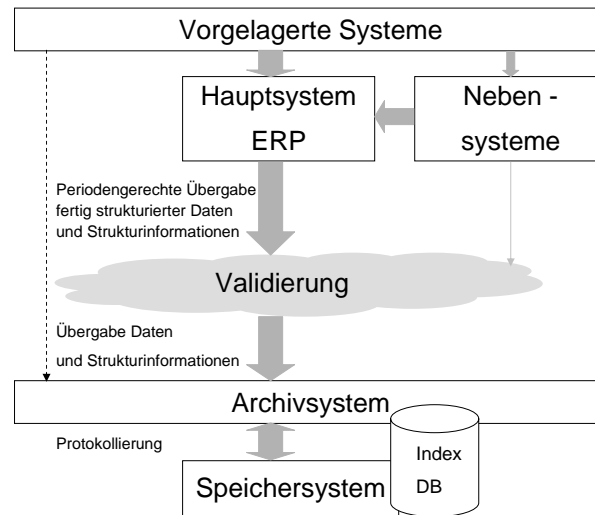 Vorgelagerte Systeme
Hauptsystem
ERP
Neben -
systeme
Periodengerechte Übergabe
fertig strukturierter Daten
und Strukturinformationen
Validierung
Übergabe Daten
und Strukturinformationen
Archivsystem
Protokollierung
Index
DB
Speichersystem